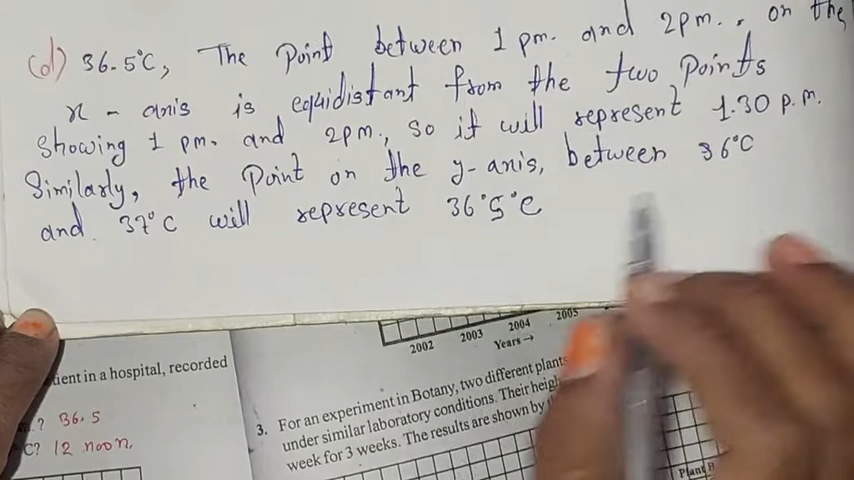 (d) 36.5°C, The Point between 1 pm. and 2pm., on the
x - axis is equidistant from the two Points
showing 1 pm. and 2pm., so it will represent 1.30 p.m.
Similarly, the Point on the y-axis, between 36°C
and 37°C will represent 36°5°C
2002 2003 2004 2005
Years →
ient in a hospital, recorded
? 36.5
C? 12 noon.
3. For an experiment in Botany, two different plants
under similar laboratory conditions. Their heigh
week for 3 weeks. The results are shown by
Plant B